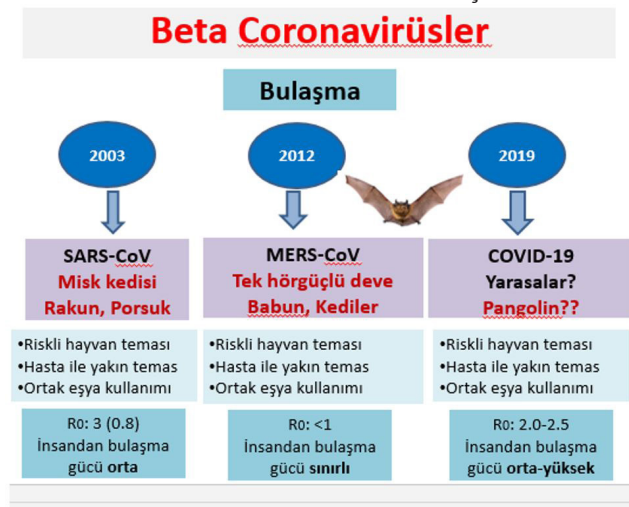 Beta Coronavirüsler
Bulaşma
2003
2012
2019
SARS-CoV
Misk kedisi
Rakun, Porsuk
MERS-CoV
Tek hörgüçlü deve
Babun, Kediler
COVID-19
Yarasalar?
Pangolin??
•Riskli hayvan teması
•Hasta ile yakın temas
•Ortak eşya kullanımı
•Riskli hayvan teması
•Hasta ile yakın temas
•Ortak eşya kullanımı
•Riskli hayvan teması
•Hasta ile yakın temas
•Ortak eşya kullanımı
R0: 3 (0.8)
İnsandan bulaşma
gücü orta
R0: <1
İnsandan bulaşma
gücü sınırlı
R0: 2.0-2.5
İnsandan bulaşma
gücü orta-yüksek